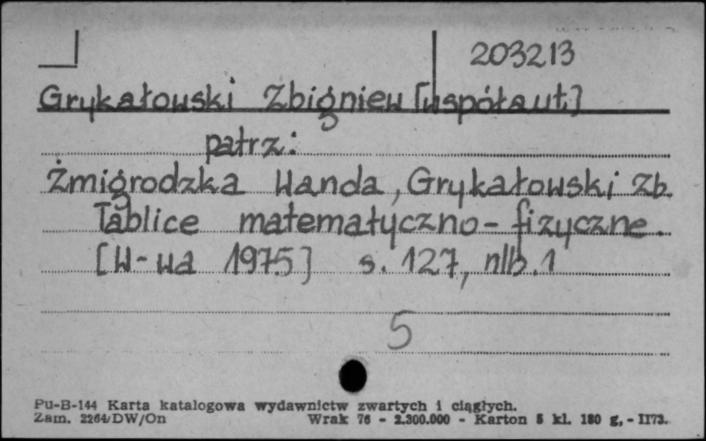 203213
Grykałowski Zbigniew [współaut.]
patrz:
Żmigrodzka Wanda, Grykałowski Zb.
Tablice matematyczno-fizyczne.
[W-wa 1975] s. 127, nlb. 1
5
Pu-B-144 Karta katalogowa wydawnictw zwartych i ciągłych.
Zam. 2264/DW/On Wrak 76 - 2.300.000 - Karton 5 kl. 180 g. - II73.